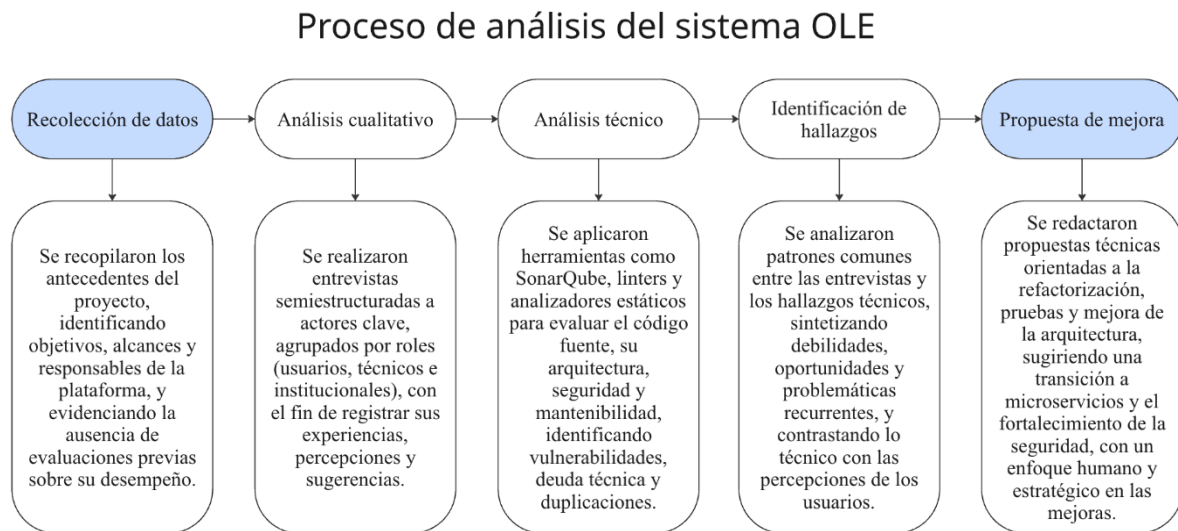 Proceso de análisis del sistema OLE
Recolección de datos
Análisis cualitativo
Análisis técnico
Identificación de
hallazgos
Propuesta de mejora
Se recopilaron los
antecedentes del
proyecto,
identificando
objetivos, alcances y
responsables de la
plataforma, y
evidenciando la
ausencia de
evaluaciones previas
sobre su desempeño.
Se realizaron
entrevistas
semiestructuradas a
actores clave,
agrupados por roles
(usuarios, técnicos e
institucionales), con
el fin de registrar sus
experiencias,
percepciones y
sugerencias.
Se aplicaron
herramientas como
SonarQube, linters y
analizadores estáticos
para evaluar el código
fuente, su
arquitectura,
seguridad y
mantenibilidad,
identificando
vulnerabilidades,
deuda técnica y
duplicaciones.
Se analizaron
patrones comunes
entre las entrevistas y
los hallazgos técnicos,
sintetizando
debilidades,
oportunidades y
problemáticas
recurrentes, y
contrastando lo
técnico con las
percepciones de los
usuarios.
Se redactaron
propuestas técnicas
orientadas a la
refactorización,
pruebas y mejora de
la arquitectura,
sugiriendo una
transición a
microservicios y el
fortalecimiento de la
seguridad, con un
enfoque humano y
estratégico en las
mejoras.